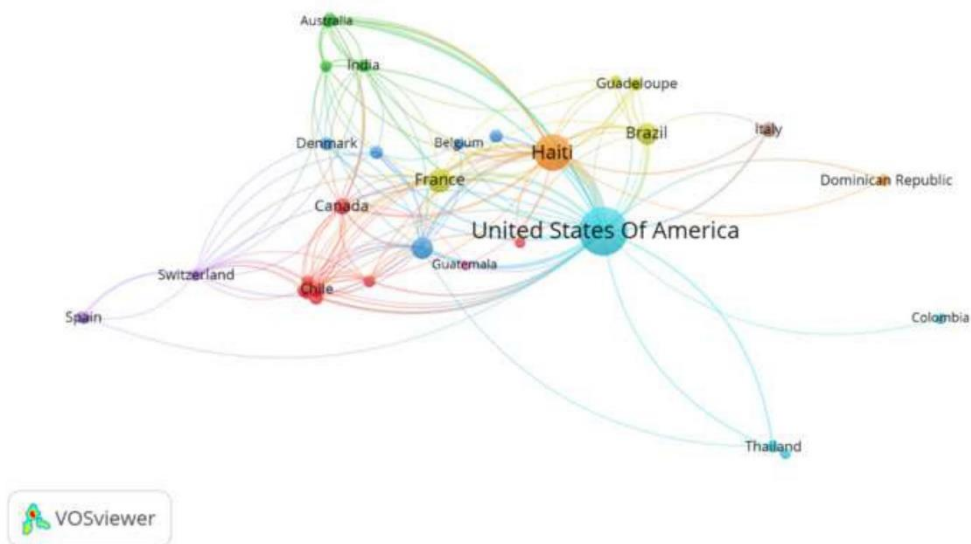 Australia
India
Guadeloupe
Denmark
Belgium
Brazil
Italy
Haiti
France
Dominican Republic
Canada
United States Of America
Guatemala
Switzerland
Chile
Spain
Colombia
Thailand
VOSviewer